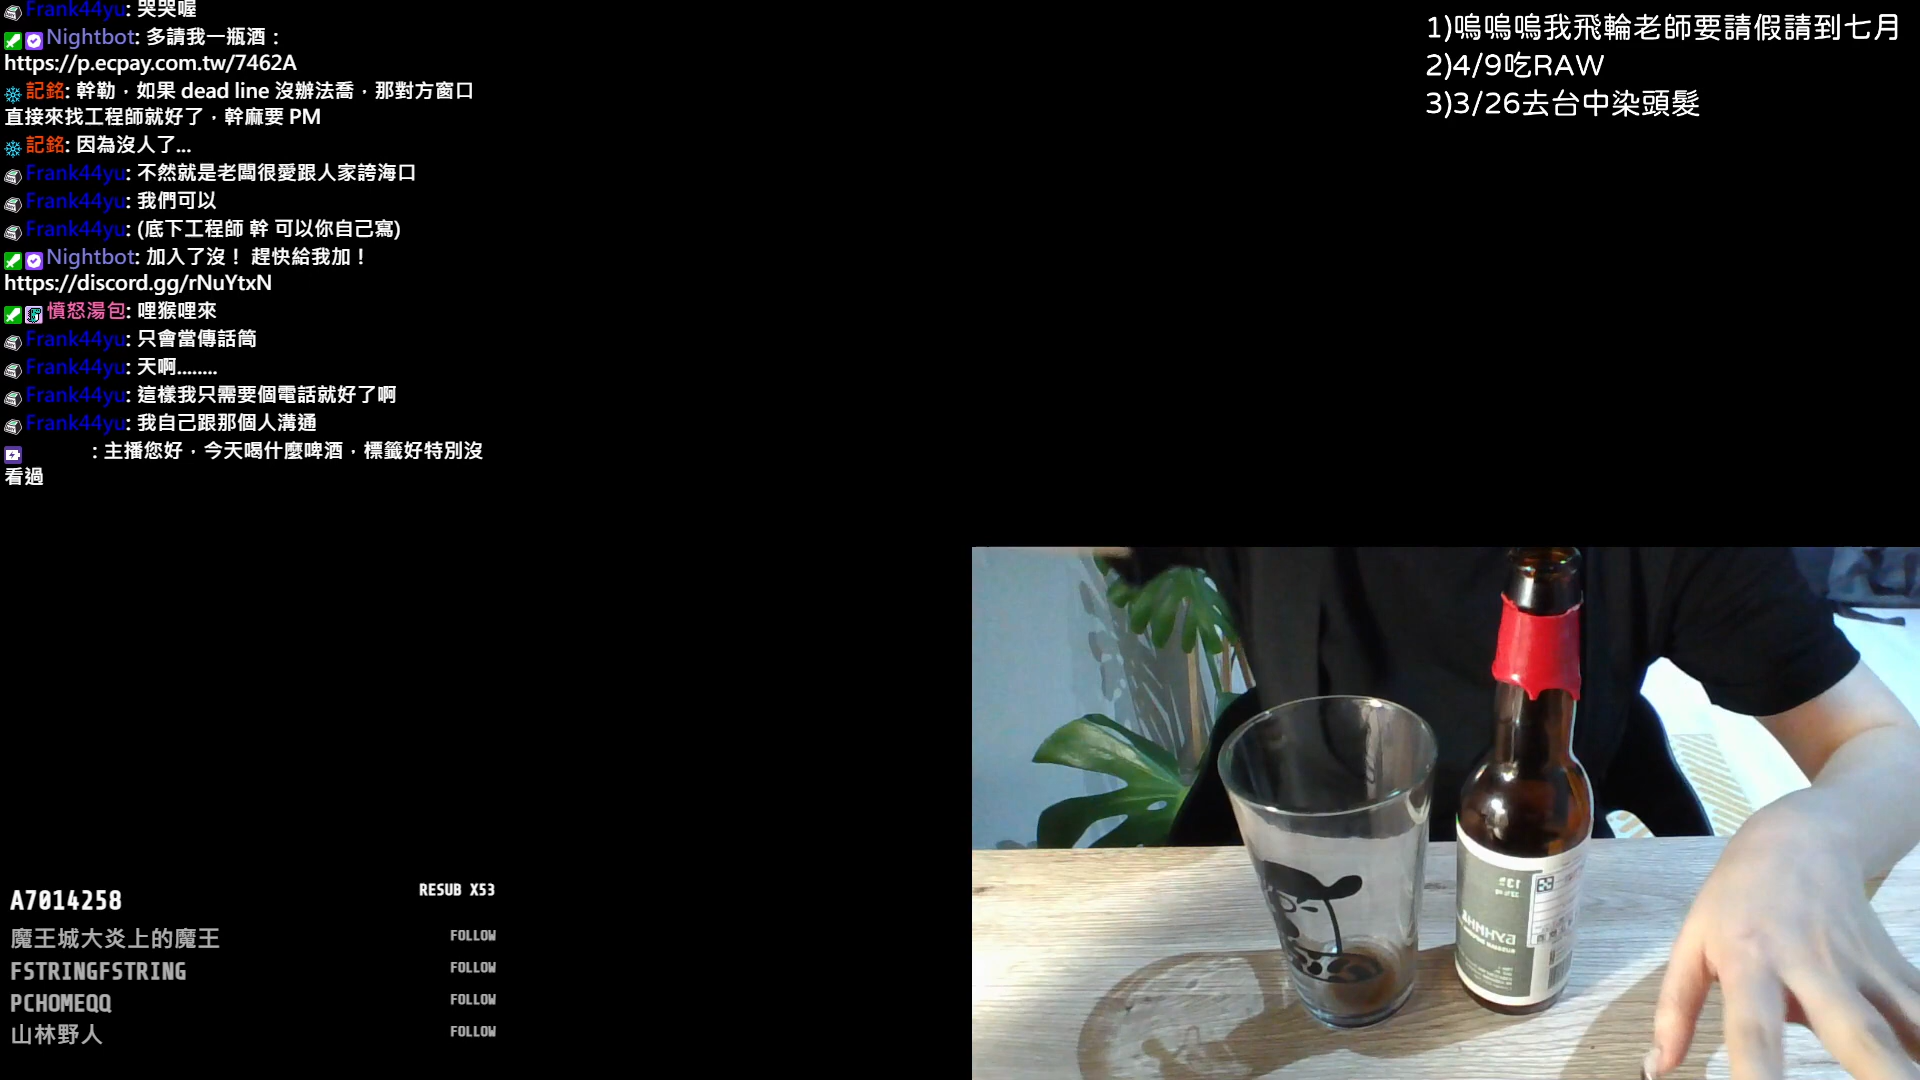 Frank44yu: 哭哭喔
Nightbot: 多請我一瓶酒：
https://p.ecpay.com.tw/7462A
記銘: 幹勒，如果 dead line 沒辦法喬，那對方窗口
直接來找工程師就好了，幹麻要 PM
記銘: 因為沒人了...
Frank44yu: 不然就是老闆很愛跟人家誇海口
Frank44yu: 我們可以
Frank44yu: (底下工程師 幹 可以你自己寫)
Nightbot: 加入了沒！ 趕快給我加！
https://discord.gg/rNuYtxN
憤怒湯包: 哩猴哩來
Frank44yu: 只會當傳話筒
Frank44yu: 天啊........
Frank44yu: 這樣我只需要個電話就好了啊
Frank44yu: 我自己跟那個人溝通
: 主播您好，今天喝什麼啤酒，標籤好特別沒
看過
1)嗚嗚嗚我飛輪老師要請假請到七月
2)4/9吃RAW
3)3/26去台中染頭髮
A7014258 RESUB X53
魔王城大炎上的魔王 FOLLOW
FSTRINGFSTRING FOLLOW
PCHOMEQQ FOLLOW
山林野人 FOLLOW